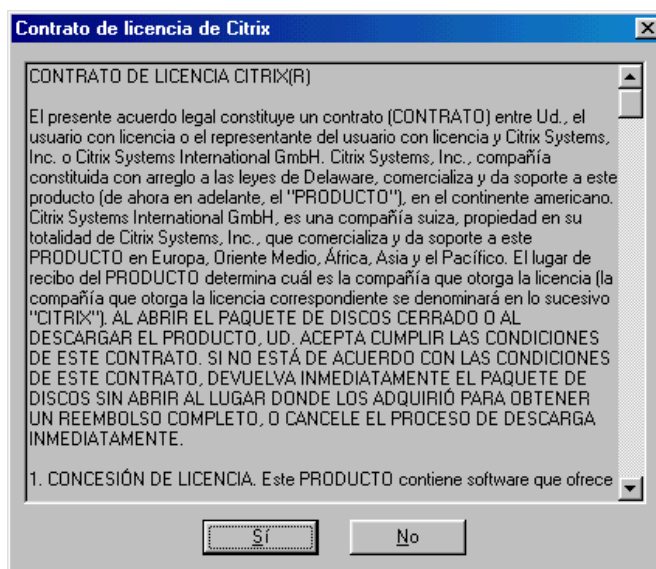 Contrato de licencia de Citrix
CONTRATO DE LICENCIA CITRIX(R)
El presente acuerdo legal constituye un contrato (CONTRATO) entre Ud., el
usuario con licencia o el representante del usuario con licencia y Citrix Systems,
Inc. o Citrix Systems International GmbH. Citrix Systems, Inc., compañía
constituida con arreglo a las leyes de Delaware, comercializa y da soporte a este
producto (de ahora en adelante, el "PRODUCTO"), en el continente americano.
Citrix Systems International GmbH, es una compañía suiza, propiedad en su
totalidad de Citrix Systems, Inc., que comercializa y da soporte a este
PRODUCTO en Europa, Oriente Medio, África, Asia y el Pacífico. El lugar de
recibo del PRODUCTO determina cuál es la compañía que otorga la licencia (la
compañía que otorga la licencia correspondiente se denominará en lo sucesivo
"CITRIX"). AL ABRIR EL PAQUETE DE DISCOS CERRADO O AL
DESCARGAR EL PRODUCTO, UD. ACEPTA CUMPLIR LAS CONDICIONES
DE ESTE CONTRATO. SI NO ESTÁ DE ACUERDO CON LAS CONDICIONES
DE ESTE CONTRATO, DEVUELVA INMEDIATAMENTE EL PAQUETE DE
DISCOS SIN ABRIR AL LUGAR DONDE LOS ADQUIRIÓ PARA OBTENER
UN REEMBOLSO COMPLETO, O CANCELE EL PROCESO DE DESCARGA
INMEDIATAMENTE.
1. CONCESIÓN DE LICENCIA. Este PRODUCTO contiene software que ofrece
Sí
No